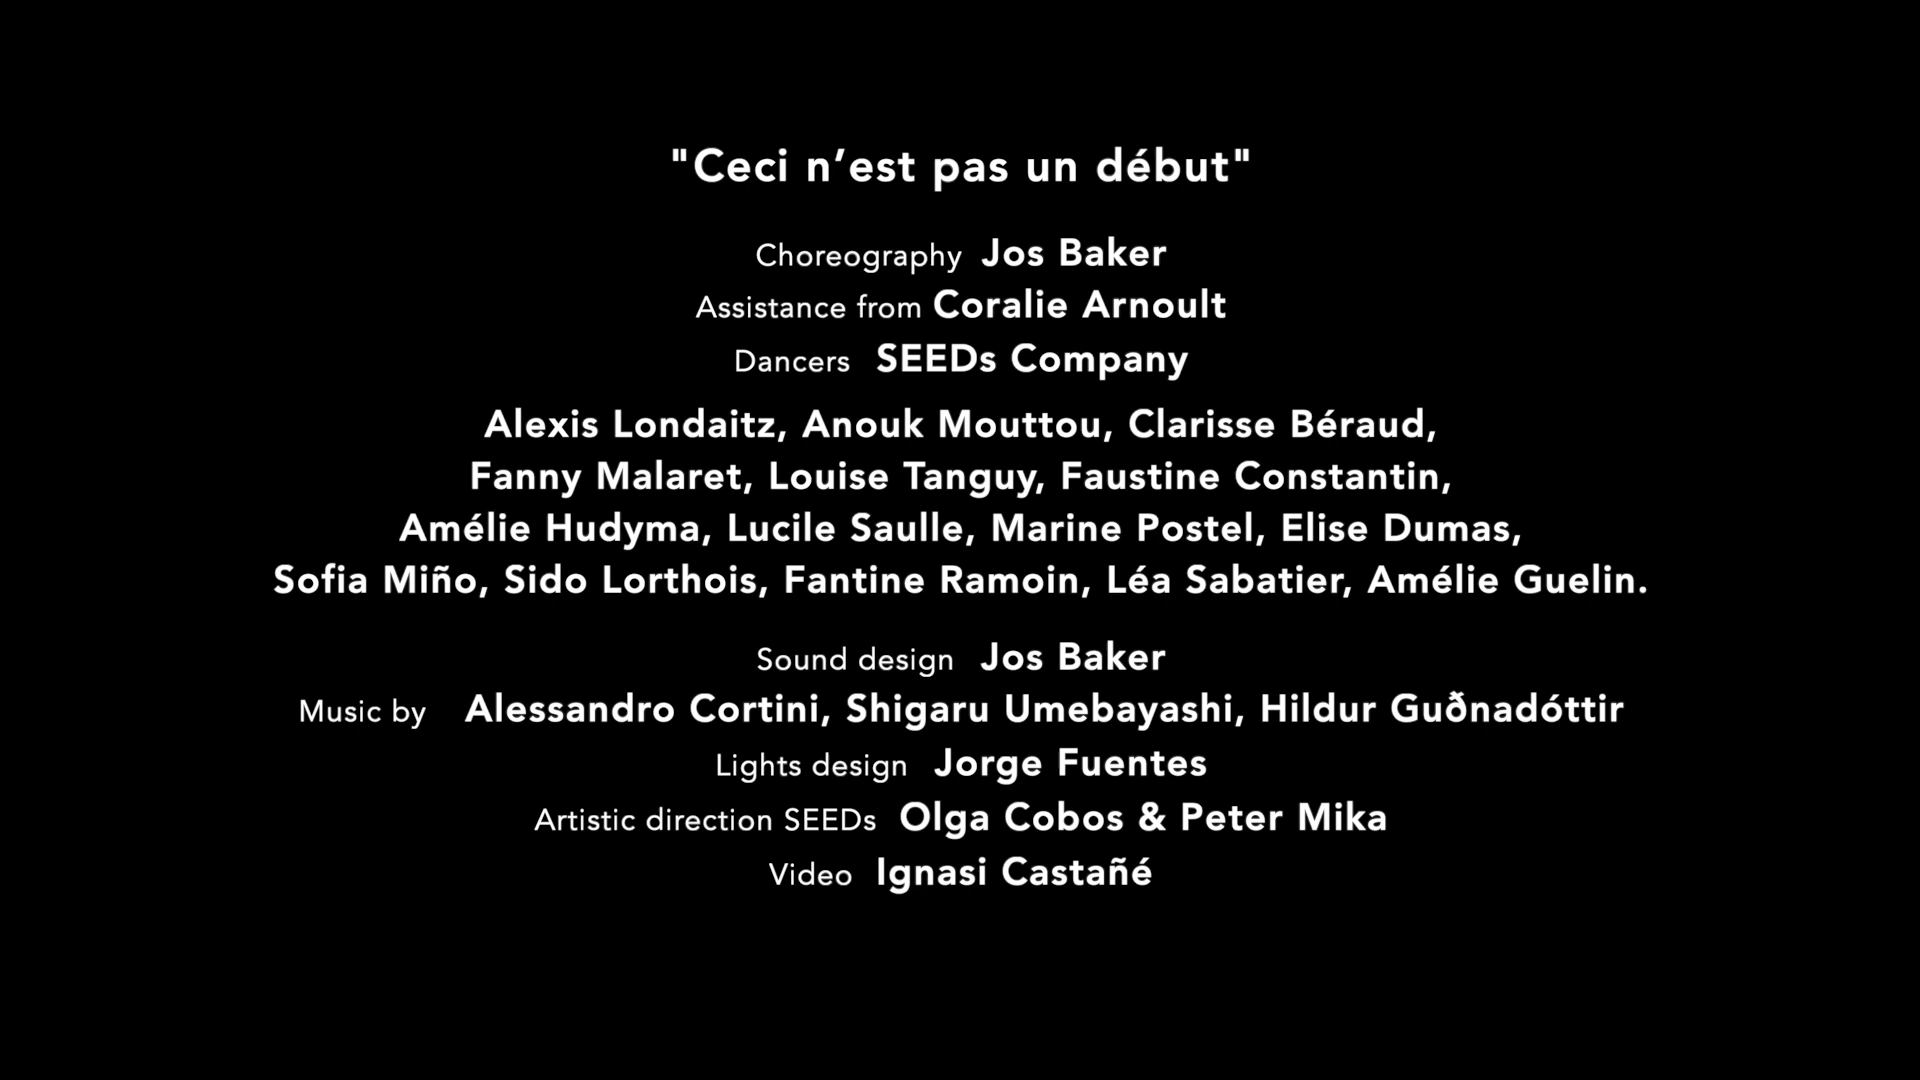 "Ceci n’est pas un début"
Choreography Jos Baker
Assistance from Coralie Arnoult
Dancers SEEDs Company
Alexis Londaitz, Anouk Mouttou, Clarisse Béraud,
Fanny Malaret, Louise Tanguy, Faustine Constantin,
Amélie Hudyma, Lucile Saulle, Marine Postel, Elise Dumas,
Sofia Miño, Sido Lorthois, Fantine Ramoin, Léa Sabatier, Amélie Guelin.
Sound design Jos Baker
Music by Alessandro Cortini, Shigaru Umebayashi, Hildur Guðnadóttir
Lights design Jorge Fuentes
Artistic direction SEEDs Olga Cobos & Peter Mika
Video Ignasi Castañé